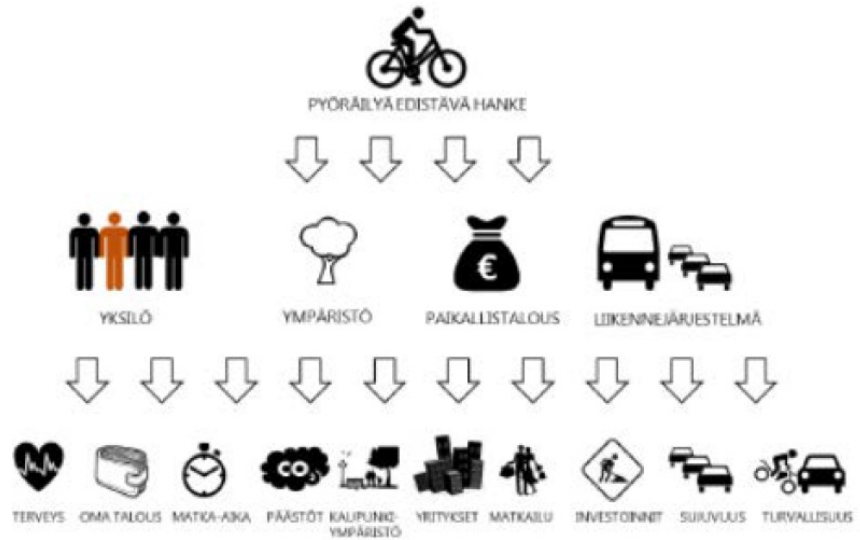 PYÖRÄILYÄ EDISTÄVÄ HANKE
€
YKSILÖ
YMPÄRISTÖ
PAIKALLISTALOUS
LIIKENNEJÄRJESTELMÄ
CO₂
TERVEYS
OMA TALOUS
MATKA-AIKA
PÄÄSTÖT
KAUPUNKI-
YMPÄRISTÖ
YRITYKSET
MATKAILU
INVESTOINNIT
SUJUVUUS
TURVALLISUUS